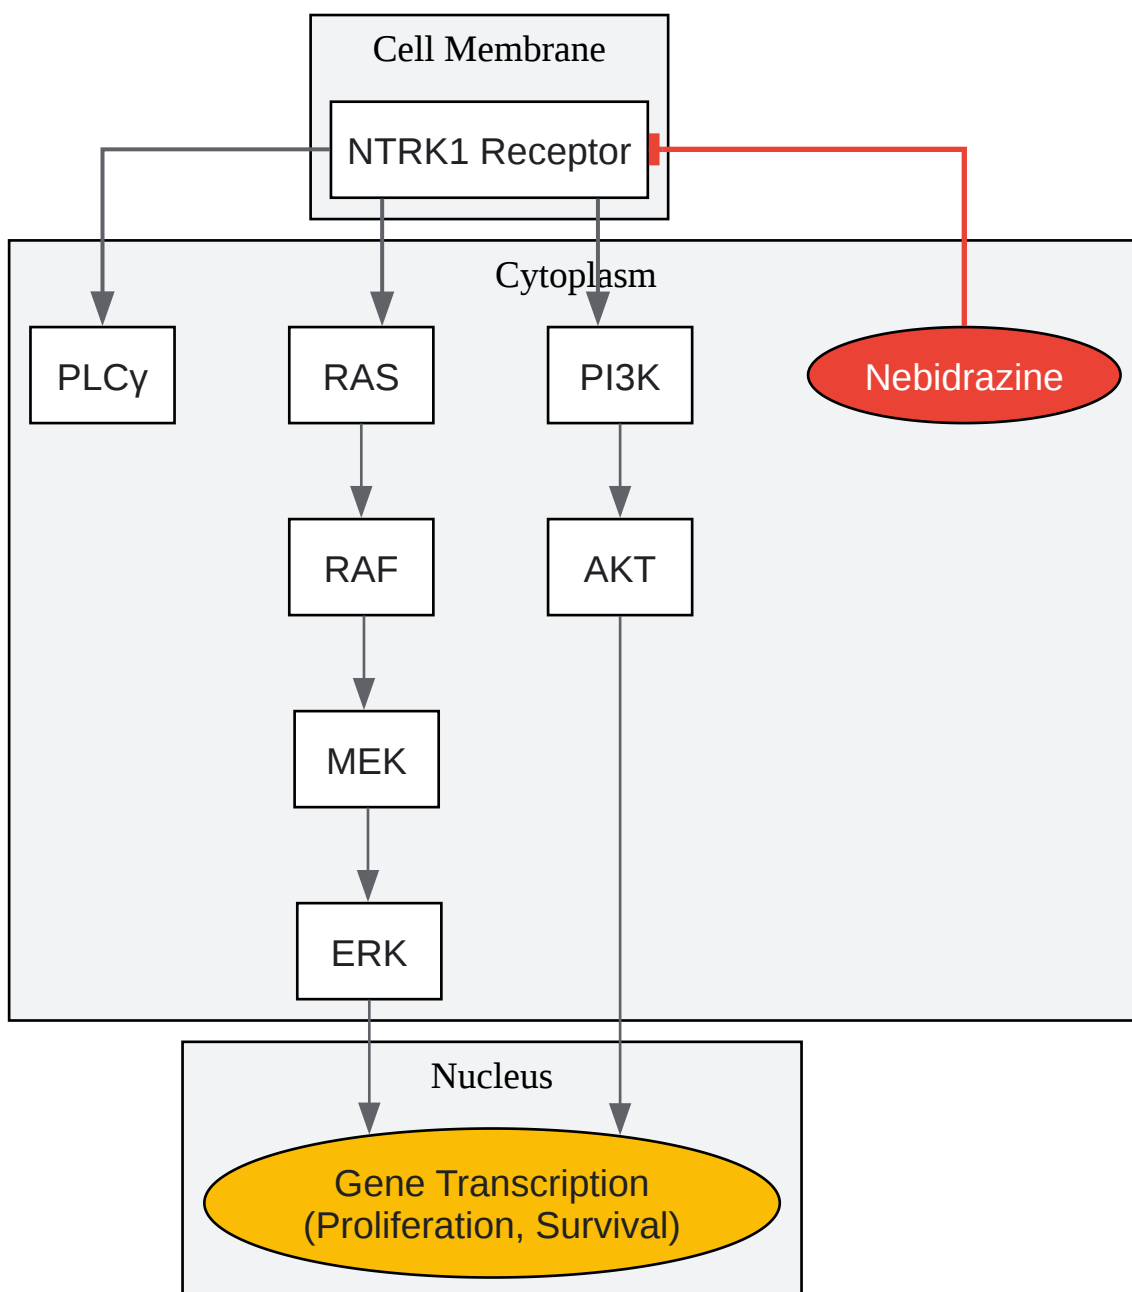 Cell Membrane
NTRK1 Receptor
Cytoplasm
PLCγ
RAS
PI3K
Nebidrazine
RAF
AKT
MEK
ERK
Nucleus
Gene Transcription
(Proliferation, Survival)